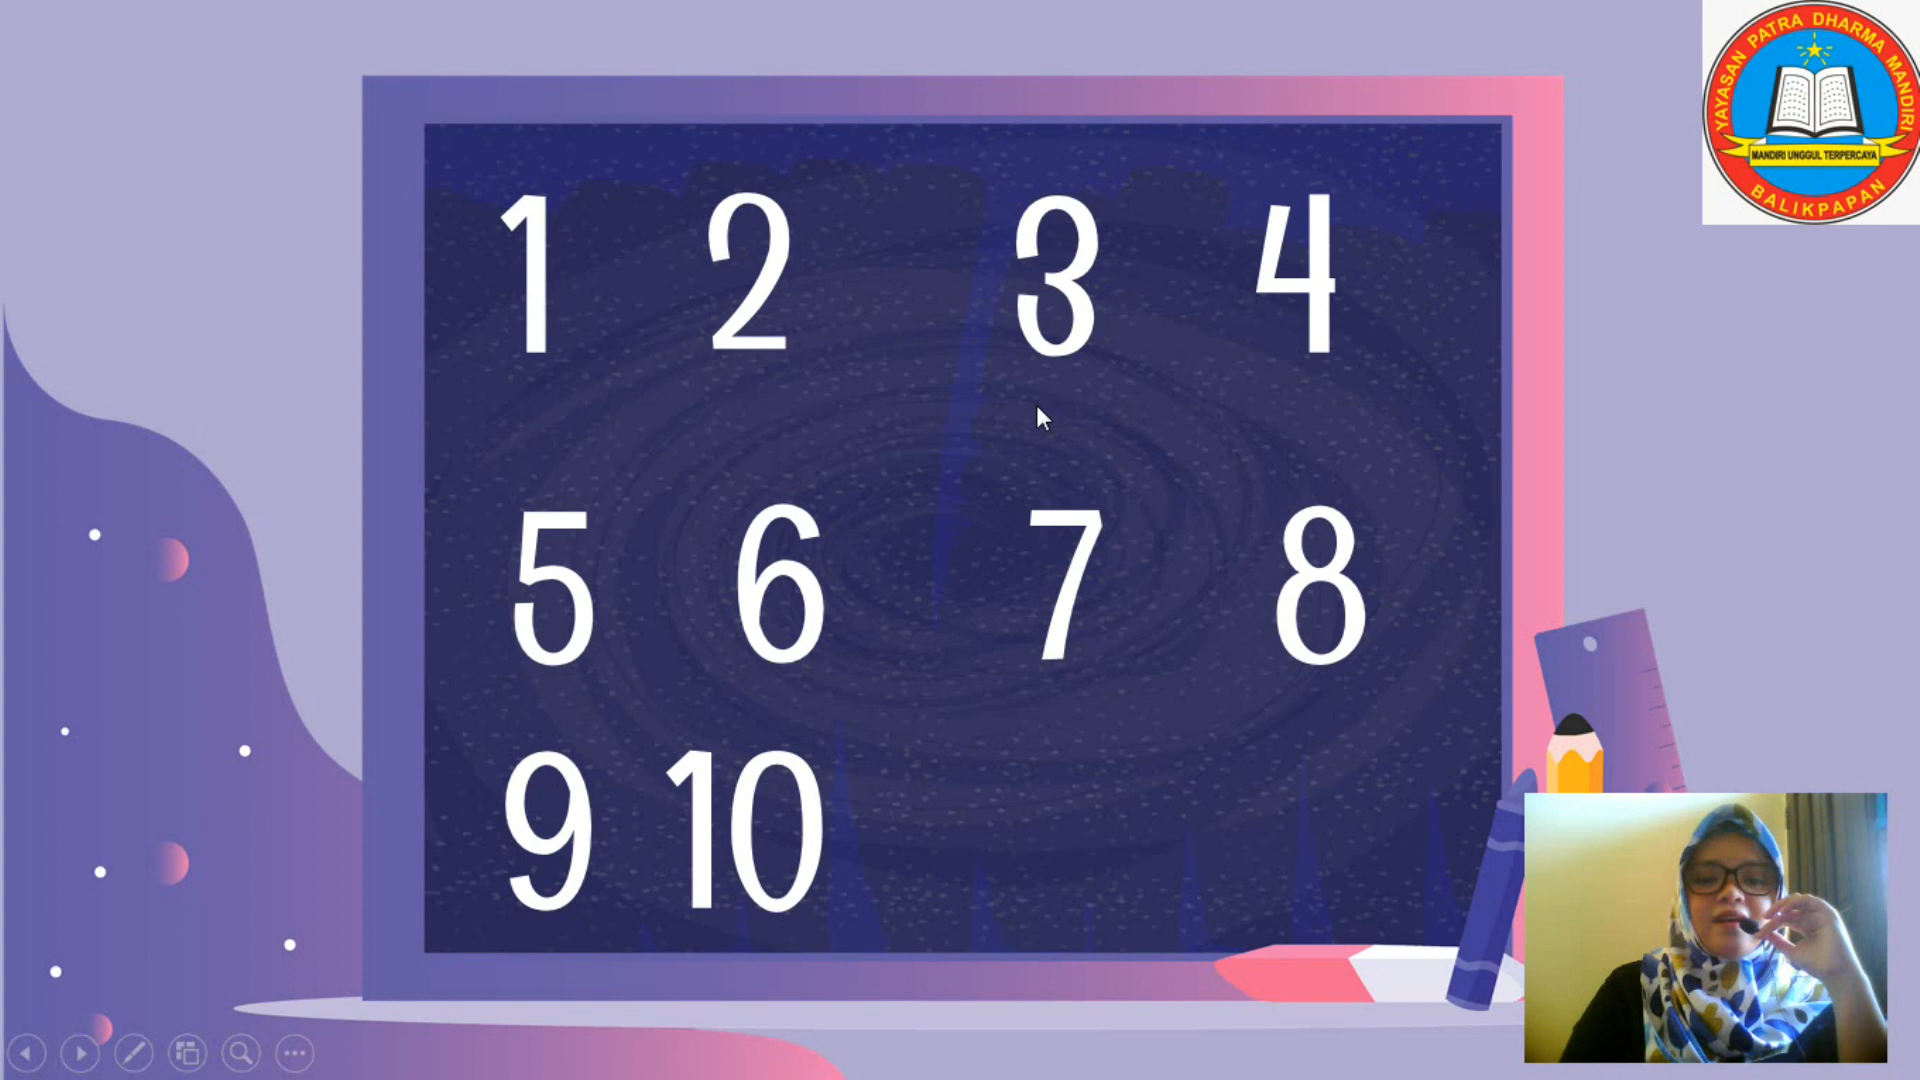 1 2 3 4
5 6 7 8
9 10
YAYASAN PATRA DHARMA MANDIRI
MANDIRI UNGGUL TERPERCAYA
BALIKPAPAN